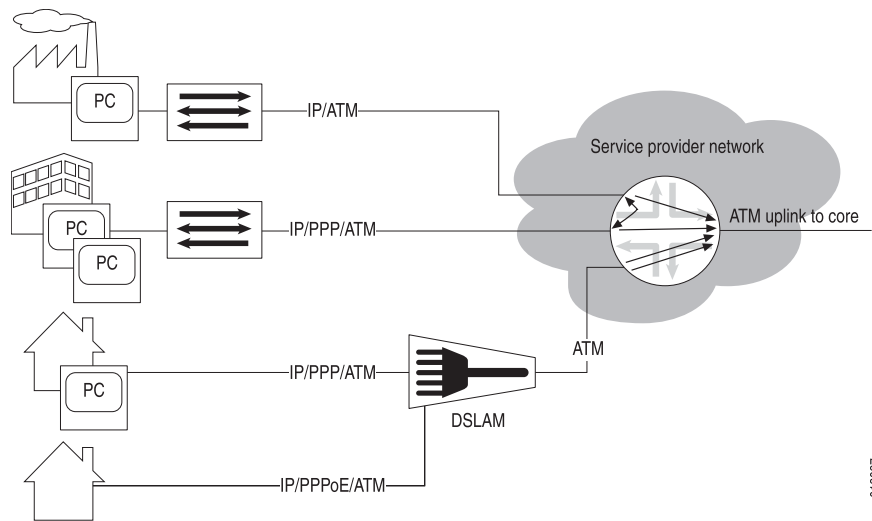 PC
IP/ATM
Service provider network
PC
IP/PPP/ATM
ATM uplink to core
PC
ATM
PC
IP/PPP/ATM
DSLAM
IP/PPPoE/ATM